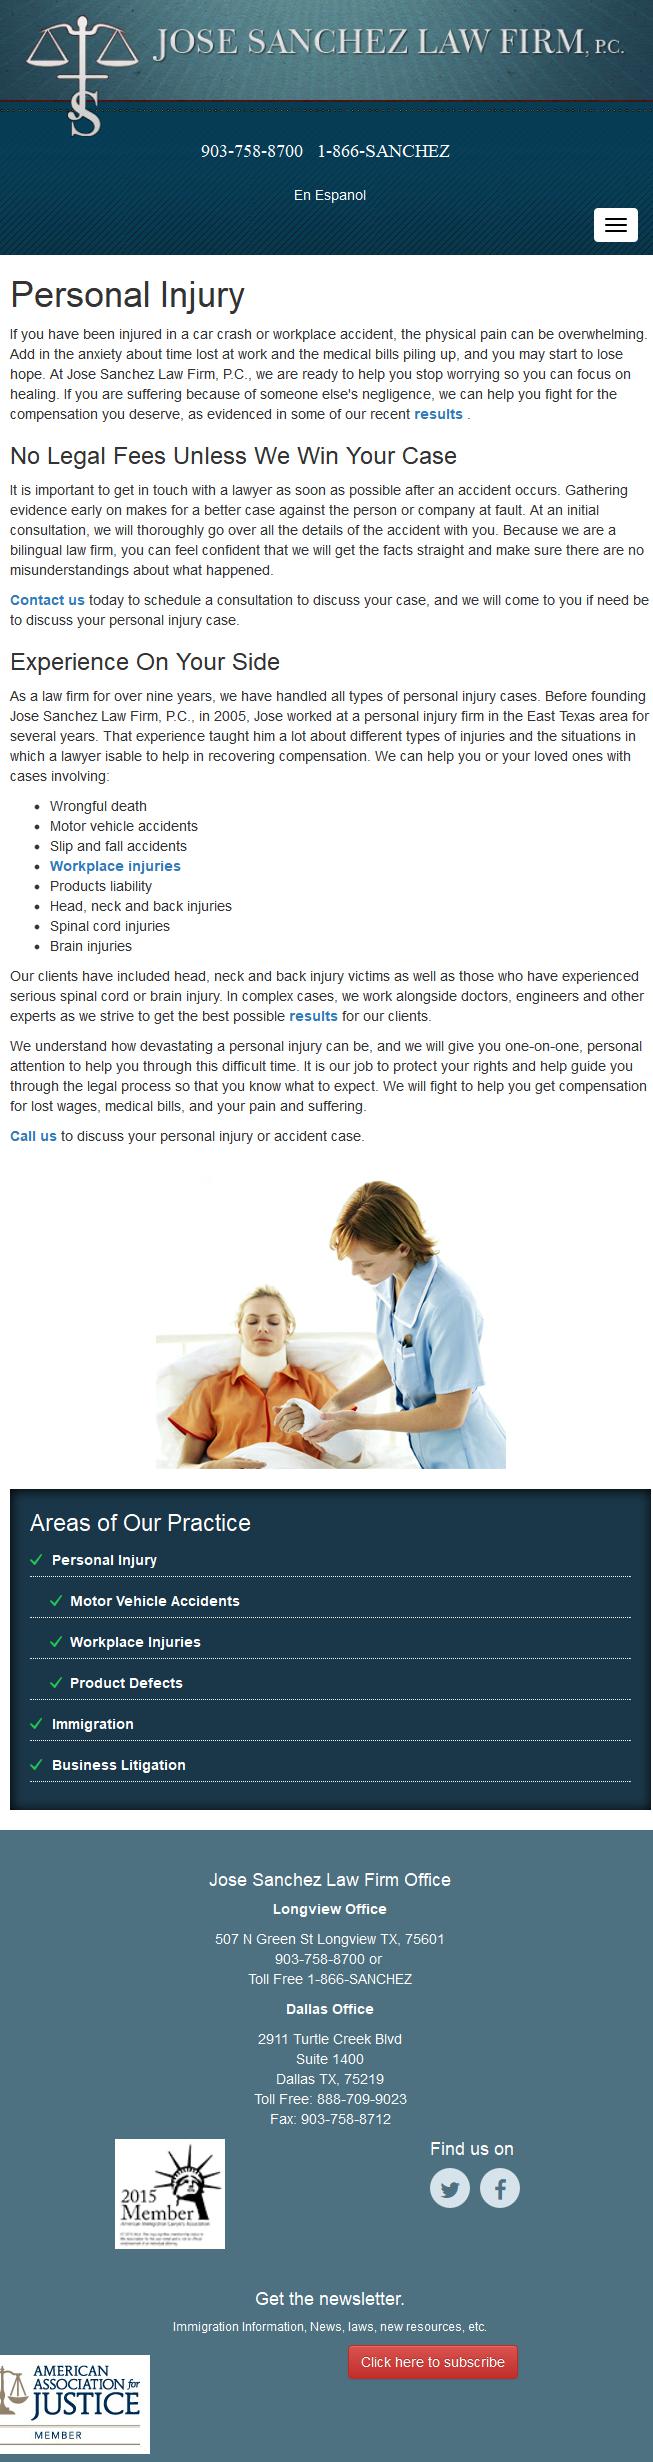 JOSE SANCHEZ LAW FIRM, P.C.
JS
903-758-8700 1-866-SANCHEZ
En Espanol
Personal Injury
If you have been injured in a car crash or workplace accident, the physical pain can be overwhelming.
Add in the anxiety about time lost at work and the medical bills piling up, and you may start to lose
hope. At Jose Sanchez Law Firm, P.C., we are ready to help you stop worrying so you can focus on
healing. If you are suffering because of someone else's negligence, we can help you fight for the
compensation you deserve, as evidenced in some of our recent results .
No Legal Fees Unless We Win Your Case
It is important to get in touch with a lawyer as soon as possible after an accident occurs. Gathering
evidence early on makes for a better case against the person or company at fault. At an initial
consultation, we will thoroughly go over all the details of the accident with you. Because we are a
bilingual law firm, you can feel confident that we will get the facts straight and make sure there are no
misunderstandings about what happened.
Contact us today to schedule a consultation to discuss your case, and we will come to you if need be
to discuss your personal injury case.
Experience On Your Side
As a law firm for over nine years, we have handled all types of personal injury cases. Before founding
Jose Sanchez Law Firm, P.C., in 2005, Jose worked at a personal injury firm in the East Texas area for
several years. That experience taught him a lot about different types of injuries and the situations in
which a lawyer isable to help in recovering compensation. We can help you or your loved ones with
cases involving:
• Wrongful death
• Motor vehicle accidents
• Slip and fall accidents
• Workplace injuries
• Products liability
• Head, neck and back injuries
• Spinal cord injuries
• Brain injuries
Our clients have included head, neck and back injury victims as well as those who have experienced
serious spinal cord or brain injury. In complex cases, we work alongside doctors, engineers and other
experts as we strive to get the best possible results for our clients.
We understand how devastating a personal injury can be, and we will give you one-on-one, personal
attention to help you through this difficult time. It is our job to protect your rights and help guide you
through the legal process so that you know what to expect. We will fight to help you get compensation
for lost wages, medical bills, and your pain and suffering.
Call us to discuss your personal injury or accident case.
Areas of Our Practice
Personal Injury
Motor Vehicle Accidents
Workplace Injuries
Product Defects
Immigration
Business Litigation
Jose Sanchez Law Firm Office
Longview Office
507 N Green St Longview TX, 75601
903-758-8700 or
Toll Free 1-866-SANCHEZ
Dallas Office
2911 Turtle Creek Blvd
Suite 1400
Dallas TX, 75219
Toll Free: 888-709-9023
Fax: 903-758-8712
2015
Member
American Immigration Lawyers Association
Find us on
Get the newsletter.
Immigration Information, News, laws, new resources, etc.
Click here to subscribe
AMERICAN
ASSOCIATION for
JUSTICE
MEMBER